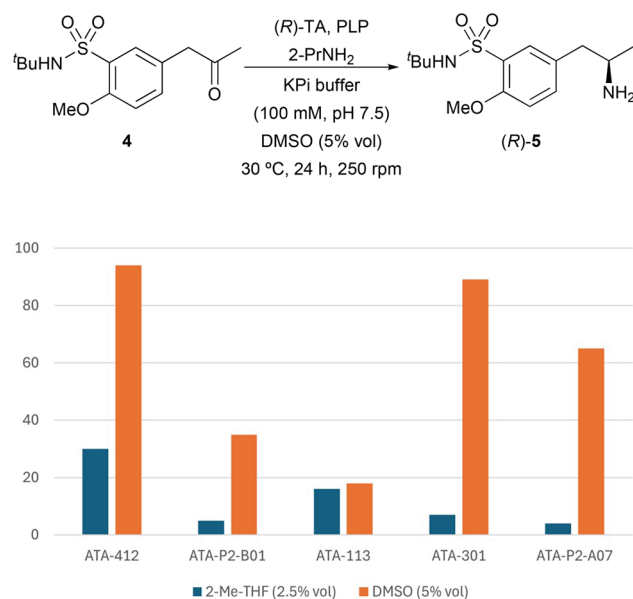 O O
S
ᵗBuHN
MeO
O
4
(R)-TA, PLP
2-PrNH₂
KPi buffer
(100 mM, pH 7.5)
DMSO (5% vol)
30 ºC, 24 h, 250 rpm
O O
S
ᵗBuHN
MeO
NH₂
(R)-5
100
80
60
40
20
0
ATA-412 ATA-P2-B01 ATA-113 ATA-301 ATA-P2-A07
2-Me-THF (2.5% vol) DMSO (5% vol)